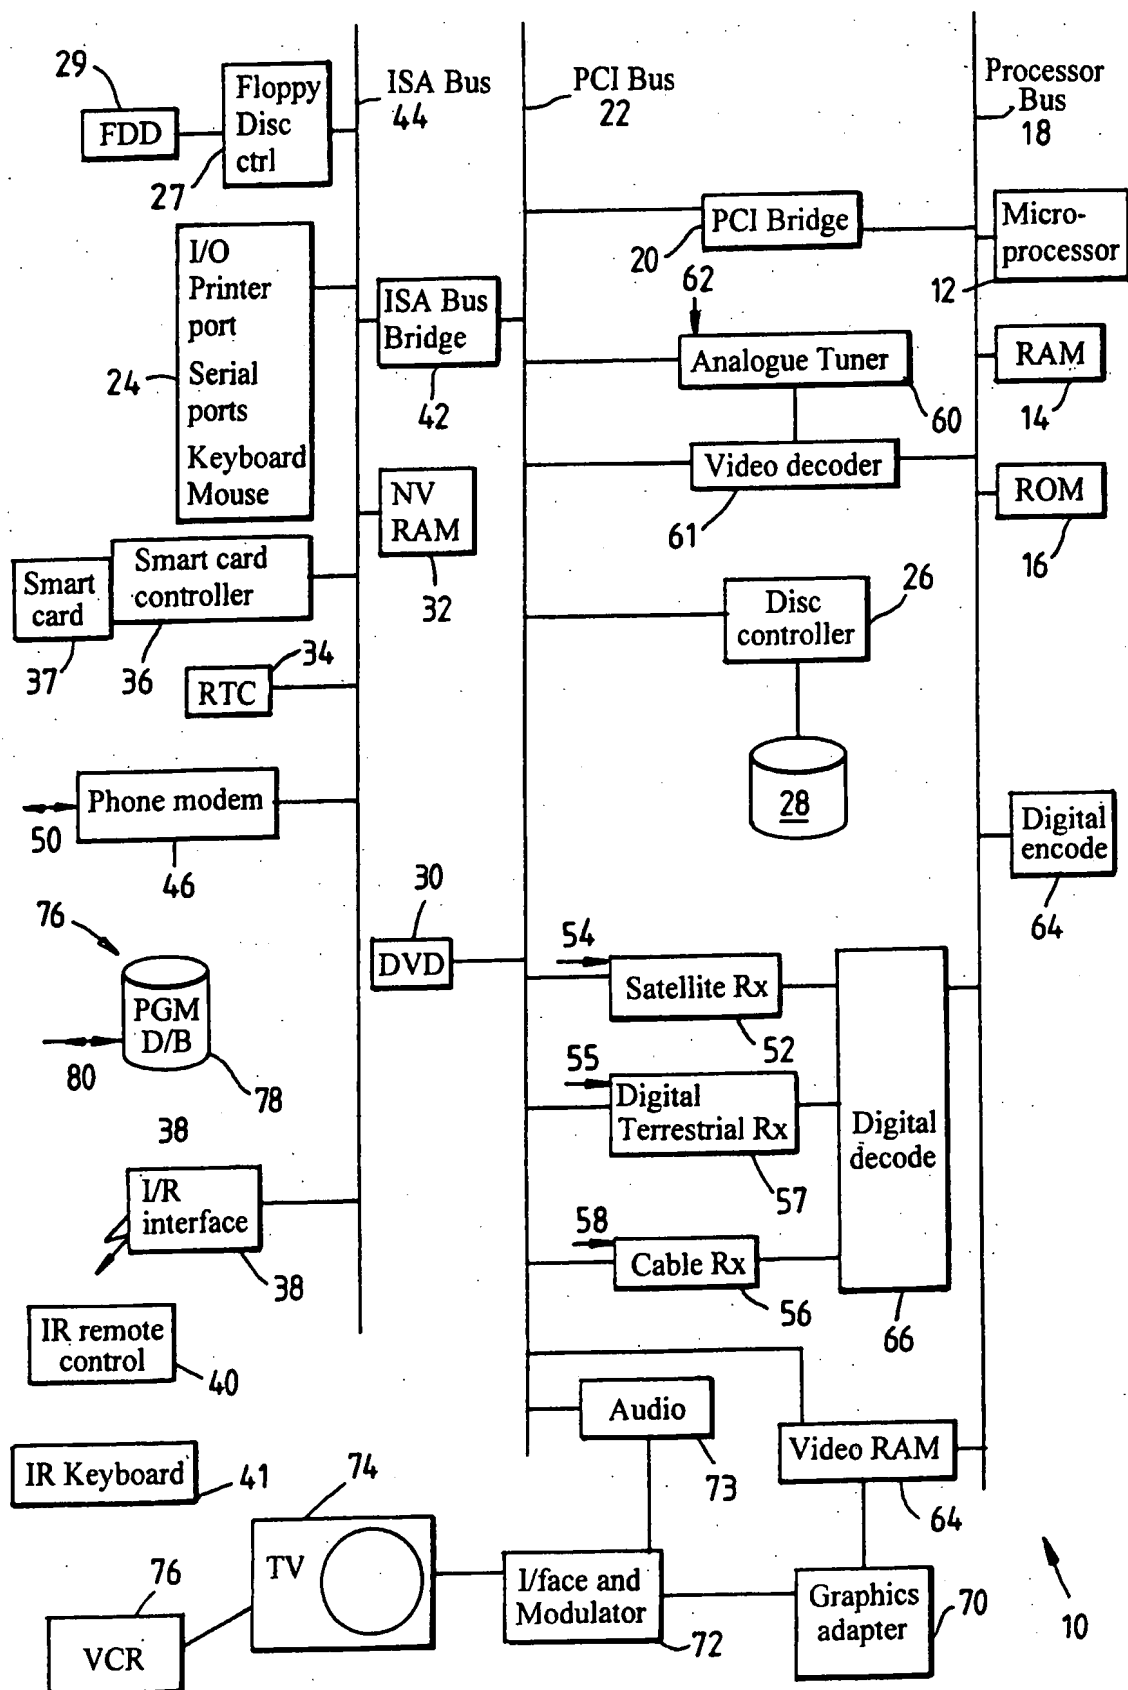 29
FDD
Floppy
Disc
ctrl
27
ISA Bus
44
PCI Bus
22
Processor
Bus
18
I/O
Printer
port
Serial
ports
Keyboard
Mouse
24
ISA Bus
Bridge
42
PCI Bridge
20
Micro-
processor
12
62
Analogue Tuner
60
RAM
14
Video decoder
61
ROM
16
NV
RAM
32
Smart card
controller
36
Smart
card
37
34
RTC
Disc
controller
26
28
Phone modem
50
46
Digital
encode
64
76
PGM
D/B
80
78
30
DVD
54
Satellite Rx
52
55
Digital
Terrestrial Rx
57
58
Cable Rx
56
Digital
decode
66
38
I/R
interface
38
IR remote
control
40
IR Keyboard
41
Audio
73
Video RAM
64
74
TV
76
VCR
I/face and
Modulator
72
Graphics
adapter
70
10